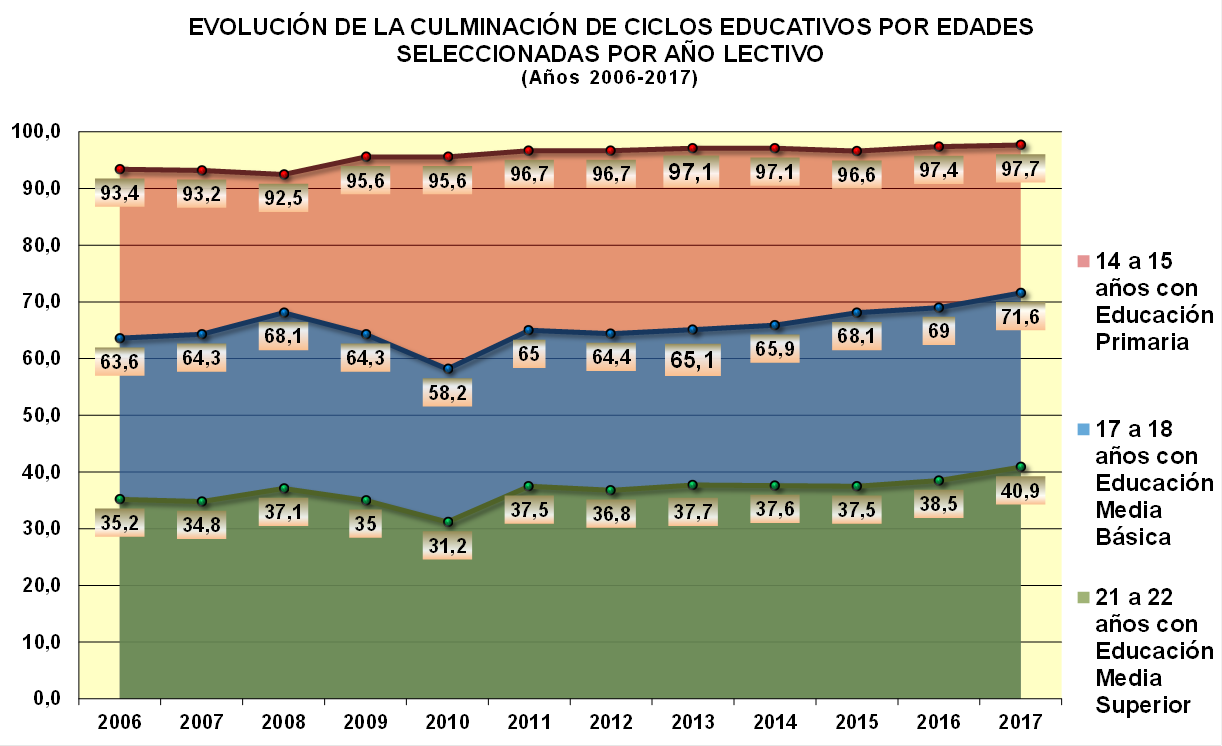 EVOLUCIÓN DE LA CULMINACIÓN DE CICLOS EDUCATIVOS POR EDADES
SELECCIONADAS POR AÑO LECTIVO
(Años 2006-2017)
100,0
90,0
80,0
70,0
60,0
50,0
40,0
30,0
20,0
10,0
0,0
93,4
93,2
92,5
95,6
95,6
96,7
96,7
97,1
97,1
96,6
97,4
97,7
63,6
64,3
68,1
64,3
58,2
65
64,4
65,1
65,9
68,1
69
71,6
35,2
34,8
37,1
35
31,2
37,5
36,8
37,7
37,6
37,5
38,5
40,9
2006 2007 2008 2009 2010 2011 2012 2013 2014 2015 2016 2017
14 a 15
años con
Educación
Primaria
17 a 18
años con
Educación
Media
Básica
21 a 22
años con
Educación
Media
Superior